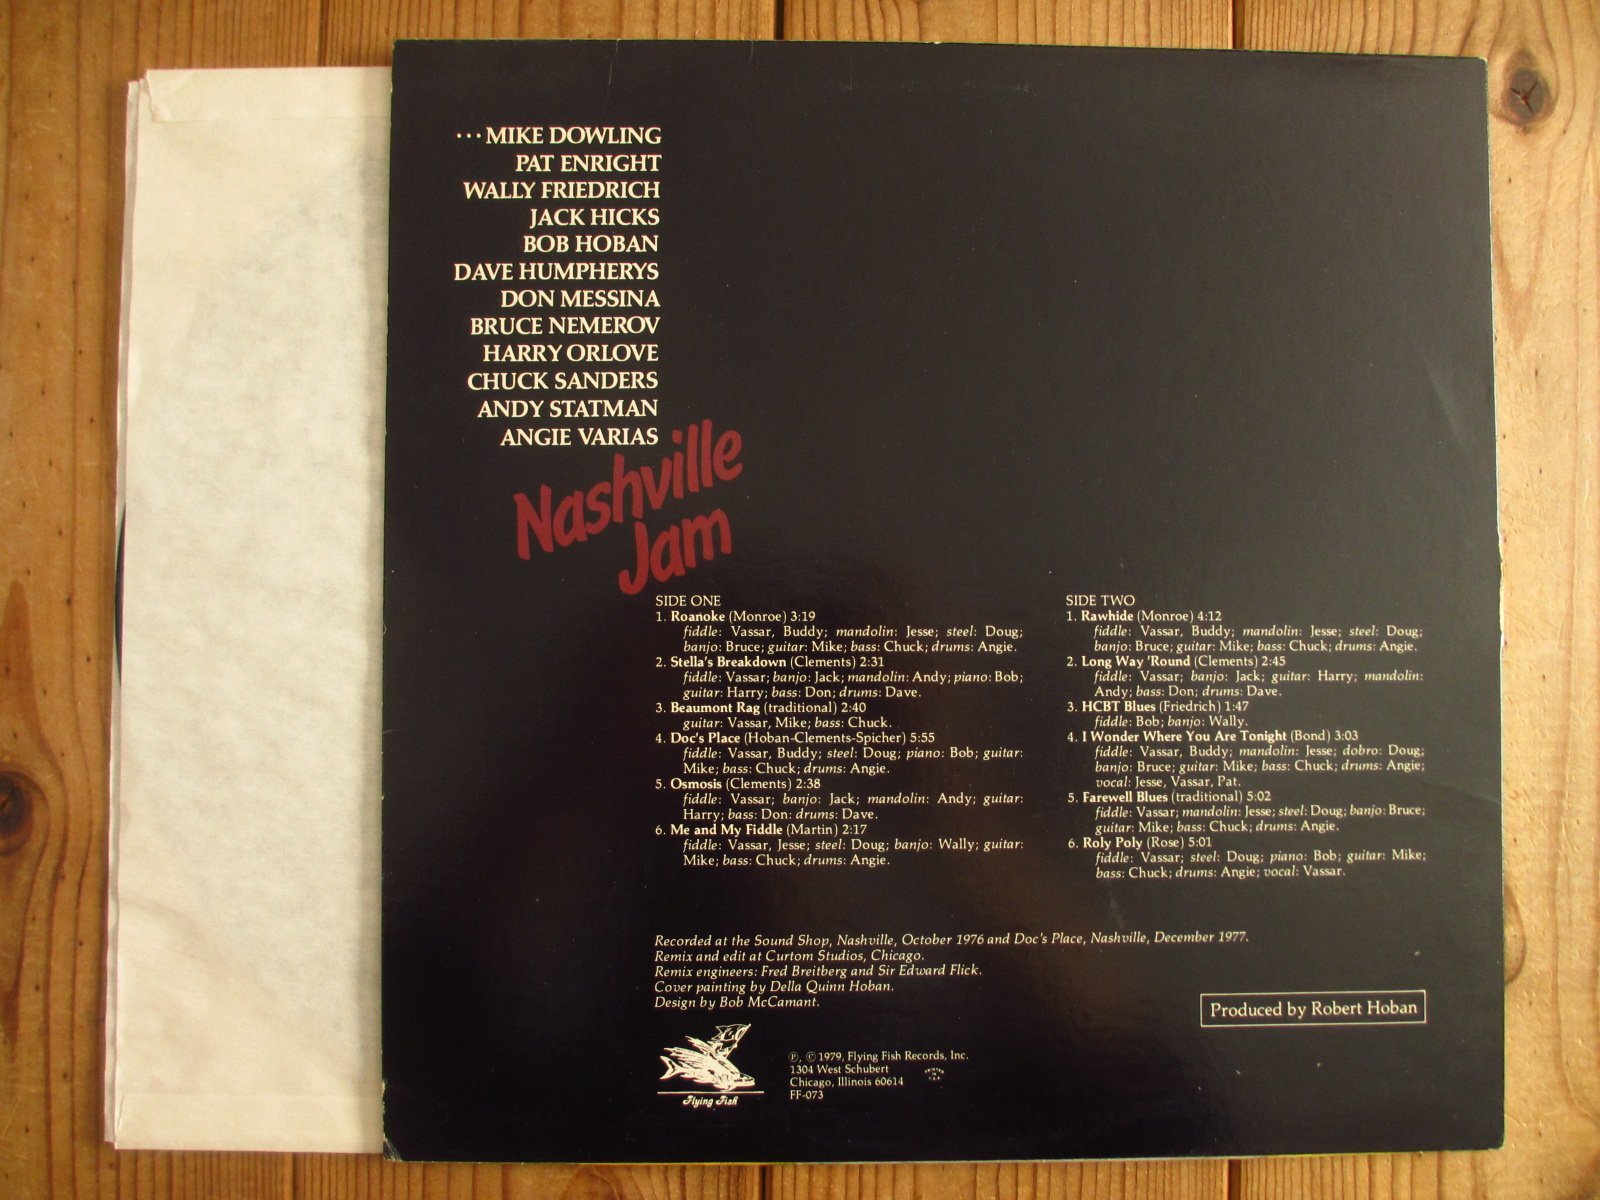 ...MIKE DOWLING
PAT ENRIGHT
WALLY FRIEDRICH
JACK HICKS
BOB HOBAN
DAVE HUMPHERYS
DON MESSINA
BRUCE NEMEROV
HARRY ORLOVE
CHUCK SANDERS
ANDY STATMAN
ANGIE VARIAS
Nashville
Jam
SIDE ONE
1. Roanoke (Monroe) 3:19
fiddle: Vassar, Buddy; mandolin: Jesse; steel: Doug;
banjo: Bruce; guitar: Mike; bass: Chuck; drums: Angie.
2. Stella's Breakdown (Clements) 2:31
fiddle: Vassar; banjo: Jack; mandolin: Andy; piano: Bob;
guitar: Harry; bass: Don; drums: Dave.
3. Beaumont Rag (traditional) 2:40
guitar: Vassar, Mike; bass: Chuck.
4. Doc's Place (Hoban-Clements-Spicher) 5:55
fiddle: Vassar, Buddy; steel: Doug; piano: Bob; guitar:
Mike; bass: Chuck; drums: Angie.
5. Osmosis (Clements) 2:38
fiddle: Vassar; banjo: Jack; mandolin: Andy; guitar:
Harry; bass: Don: drums: Dave.
6. Me and My Fiddle (Martin) 2:17
fiddle: Vassar, Jesse; steel: Doug; banjo: Wally; guitar:
Mike; bass: Chuck; drums: Angie.
SIDE TWO
1. Rawhide (Monroe) 4:12
fiddle: Vassar, Buddy; mandolin: Jesse; steel: Doug;
banjo: Bruce; guitar: Mike; bass: Chuck; drums: Angie.
2. Long Way 'Round (Clements) 2:45
fiddle: Vassar; banjo: Jack; guitar: Harry; mandolin:
Andy; bass: Don; drums: Dave.
3. HCBT Blues (Friedrich) 1:47
fiddle: Bob; banjo: Wally.
4. I Wonder Where You Are Tonight (Bond) 3:03
fiddle: Vassar, Buddy; mandolin: Jesse; dobro: Doug;
banjo: Bruce; guitar: Mike; bass: Chuck; drums: Angie;
vocal: Jesse, Vassar, Pat.
5. Farewell Blues (traditional) 5:02
fiddle: Vassar; mandolin: Jesse; steel: Doug; banjo: Bruce;
guitar: Mike; bass: Chuck; drums: Angie.
6. Roly Poly (Rose) 5:01
fiddle: Vassar; steel: Doug; piano: Bob; guitar: Mike;
bass: Chuck; drums: Angie; vocal: Vassar.
Recorded at the Sound Shop, Nashville, October 1976 and Doc's Place, Nashville, December 1977.
Remix and edit at Curtom Studios, Chicago.
Remix engineers: Fred Breitberg and Sir Edward Flick.
Cover painting by Della Quinn Hoban.
Design by Bob McCamant.
Produced by Robert Hoban
Flying Fish
℗, © 1979, Flying Fish Records, Inc.
1304 West Schubert
Chicago, Illinois 60614
FF-073
PRINTED
IN
U.S.A.